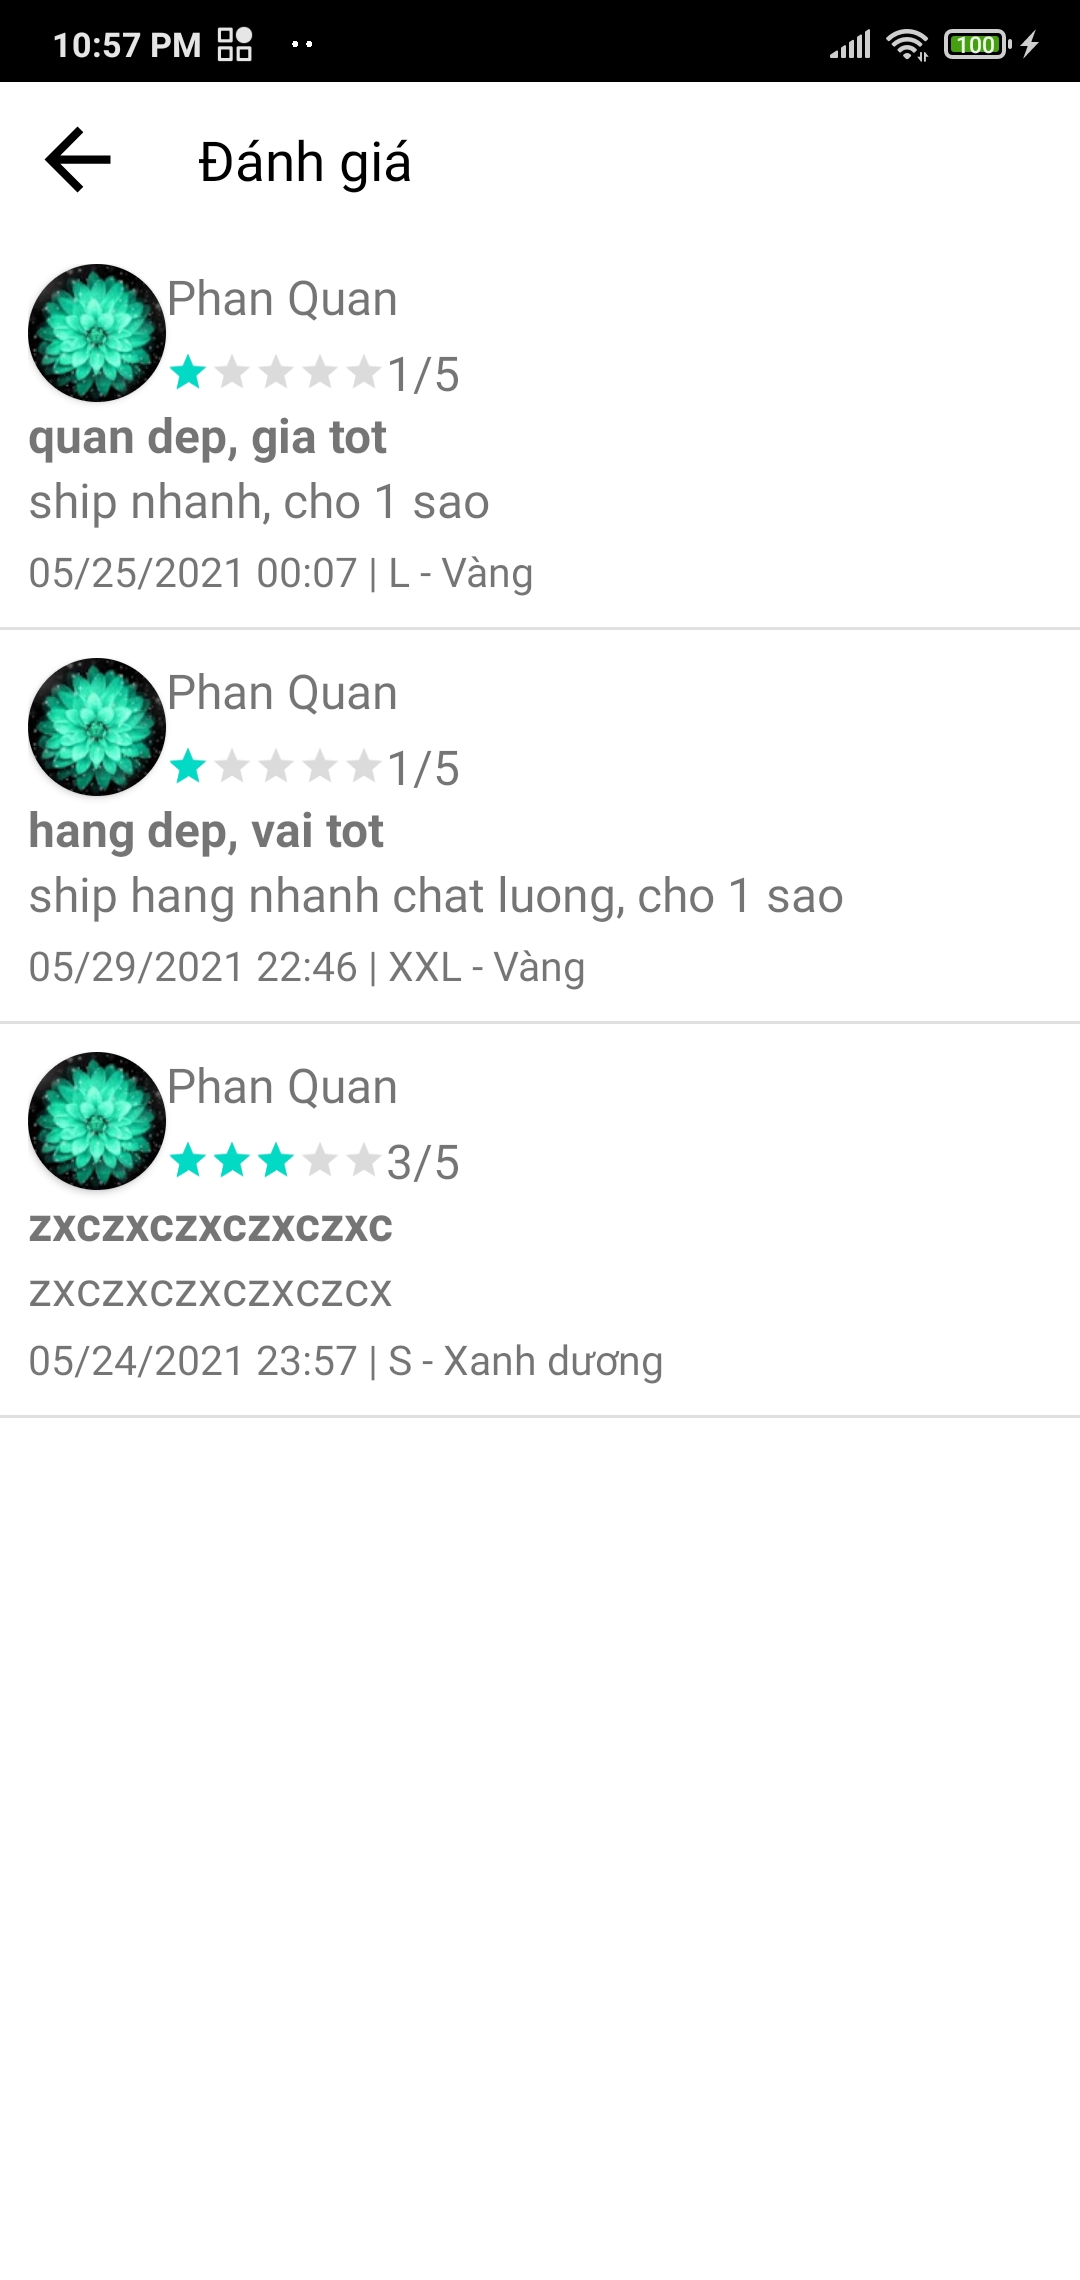 10:57 PM
100
Đánh giá
Phan Quan
1/5
quan dep, gia tot
ship nhanh, cho 1 sao
05/25/2021 00:07 | L - Vàng
Phan Quan
1/5
hang dep, vai tot
ship hang nhanh chat luong, cho 1 sao
05/29/2021 22:46 | XXL - Vàng
Phan Quan
3/5
zxczxczxczxczxc
zxczxczxczxczcx
05/24/2021 23:57 | S - Xanh dương